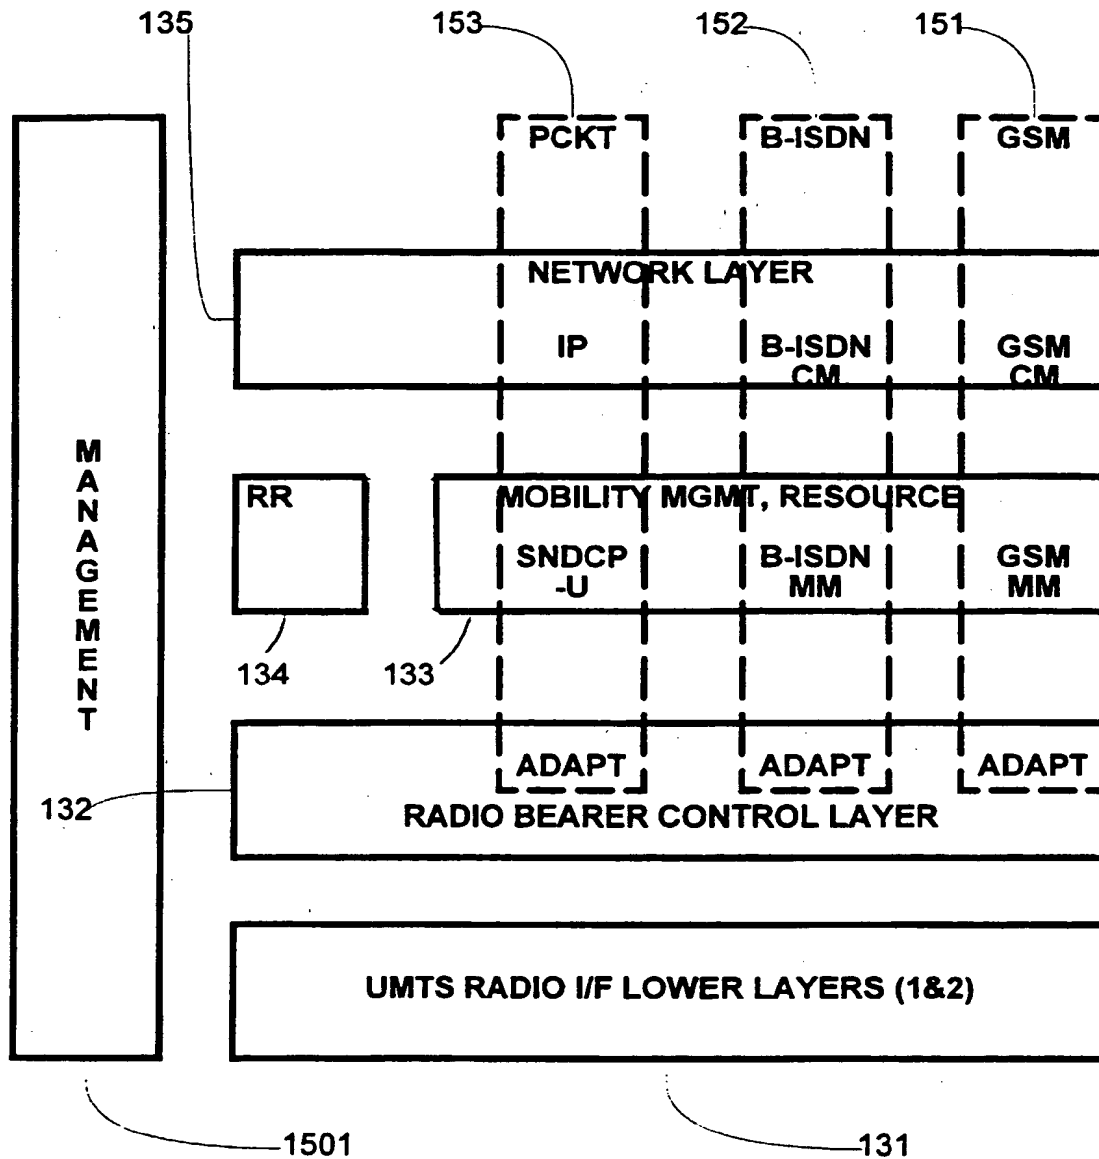 135
153
152
151
PCKT
B-ISDN
GSM
NETWORK LAYER
IP
B-ISDN
CM
GSM
CM
MANAGEMENT
RR
MOBILITY MGMT, RESOURCE
SNDCP
-U
B-ISDN
MM
GSM
MM
134
133
ADAPT
ADAPT
ADAPT
132
RADIO BEARER CONTROL LAYER
UMTS RADIO I/F LOWER LAYERS (1&2)
1501
131